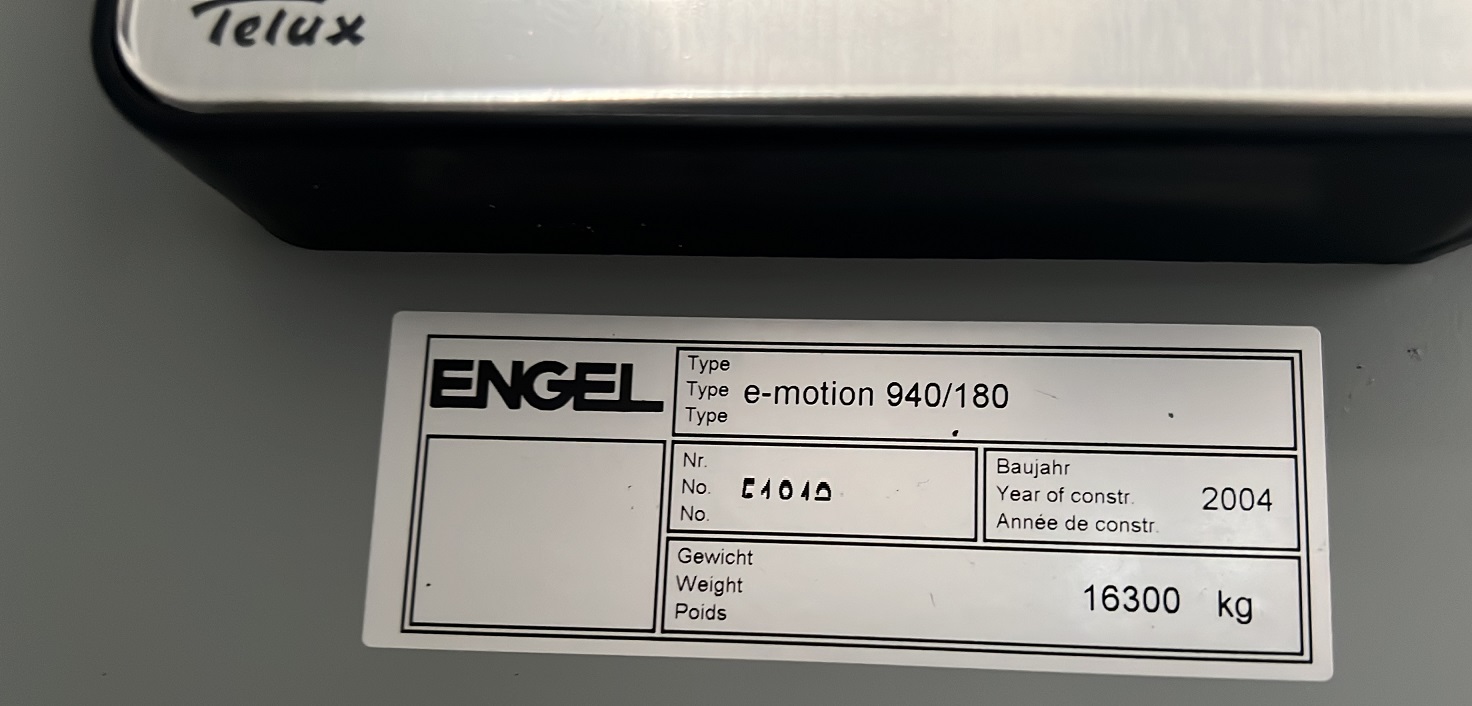 Telux
ENGEL
Type
Type e-motion 940/180
Type
Nr.
No.
No.
Baujahr
Year of constr. 2004
Année de constr.
Gewicht
Weight 16300 kg
Poids